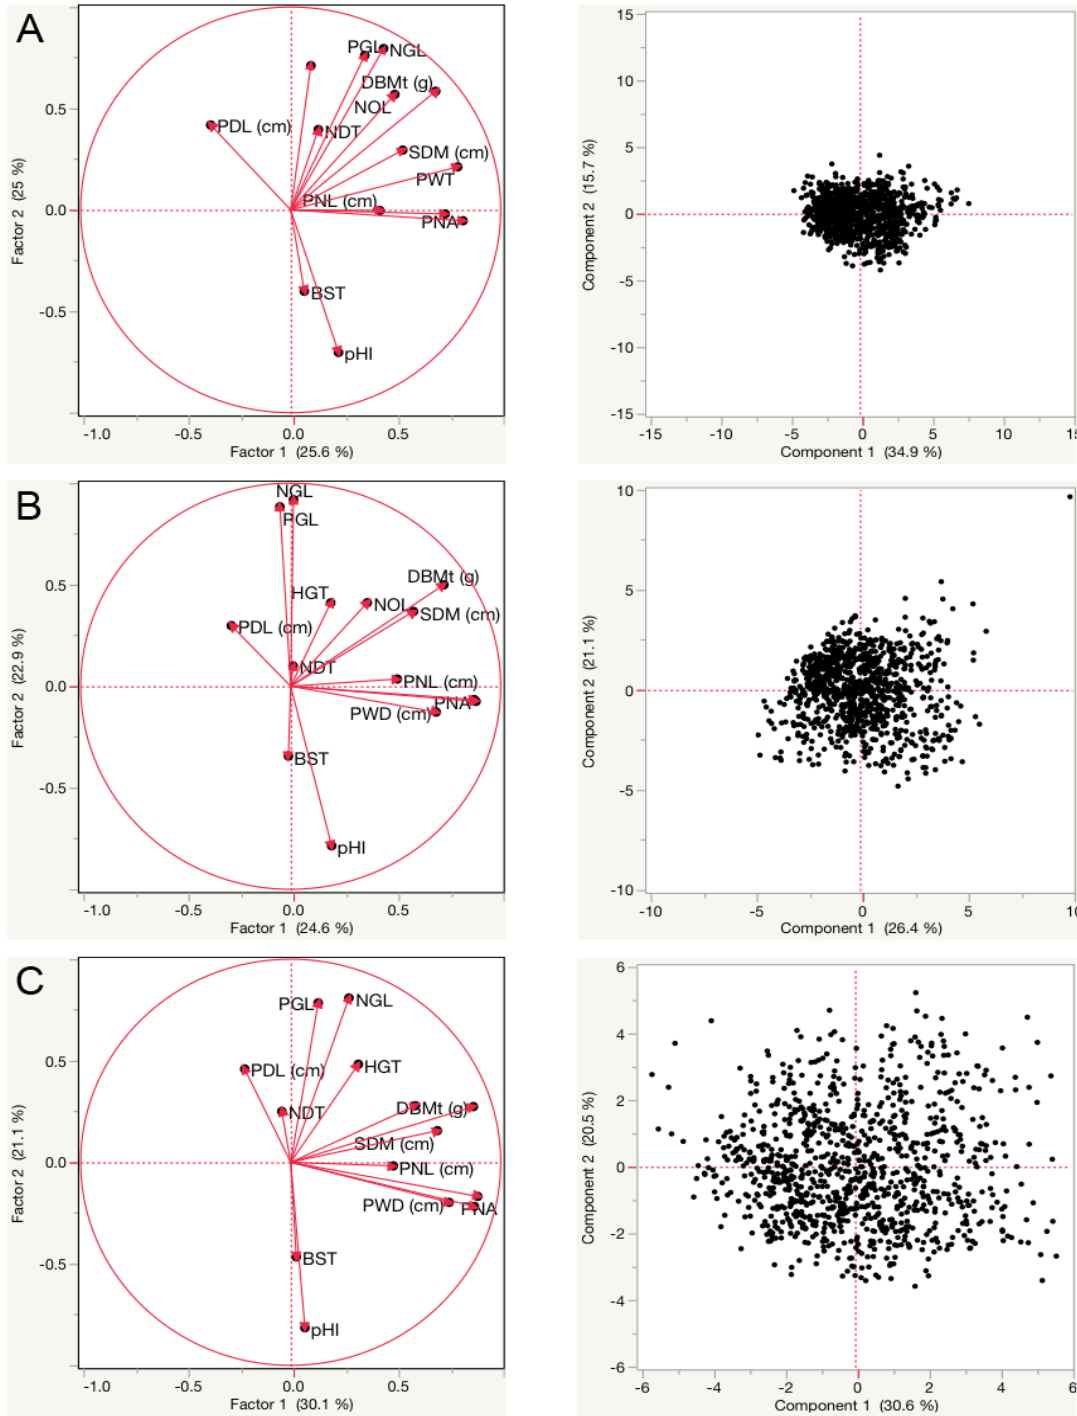 A
PGL NGL
DBMt (g)
NOL
PDL (cm) NDT
SDM (cm)
PWT
PNL (cm)
PNA
BST
pHI
0.5
0.0
-0.5
Factor 2 (25 %)
-1.0 -0.5 0.0 0.5
Factor 1 (25.6 %)
15
10
5
0
-5
-10
-15
Component 2 (15.7 %)
-15 -10 -5 0 5 10 15
Component 1 (34.9 %)
B
NGL
PGL
DBMt (g)
HGT NOL
SDM (cm)
PDL (cm)
NDT
PNL (cm)
PNA
PWD (cm)
BST
pHI
0.5
0.0
-0.5
Factor 2 (22.9 %)
-1.0 -0.5 0.0 0.5
Factor 1 (24.6 %)
10
5
0
-5
-10
Component 2 (21.1 %)
-10 -5 0 5 10
Component 1 (26.4 %)
C
PGL NGL
PDL (cm) HGT
NDT DBMt (g)
SDM (cm)
PNL (cm)
PWD (cm) PNA
BST
pHI
0.5
0.0
-0.5
Factor 2 (21.1 %)
-1.0 -0.5 0.0 0.5
Factor 1 (30.1 %)
6
4
2
0
-2
-4
-6
Component 2 (20.5 %)
-6 -4 -2 0 2 4 6
Component 1 (30.6 %)